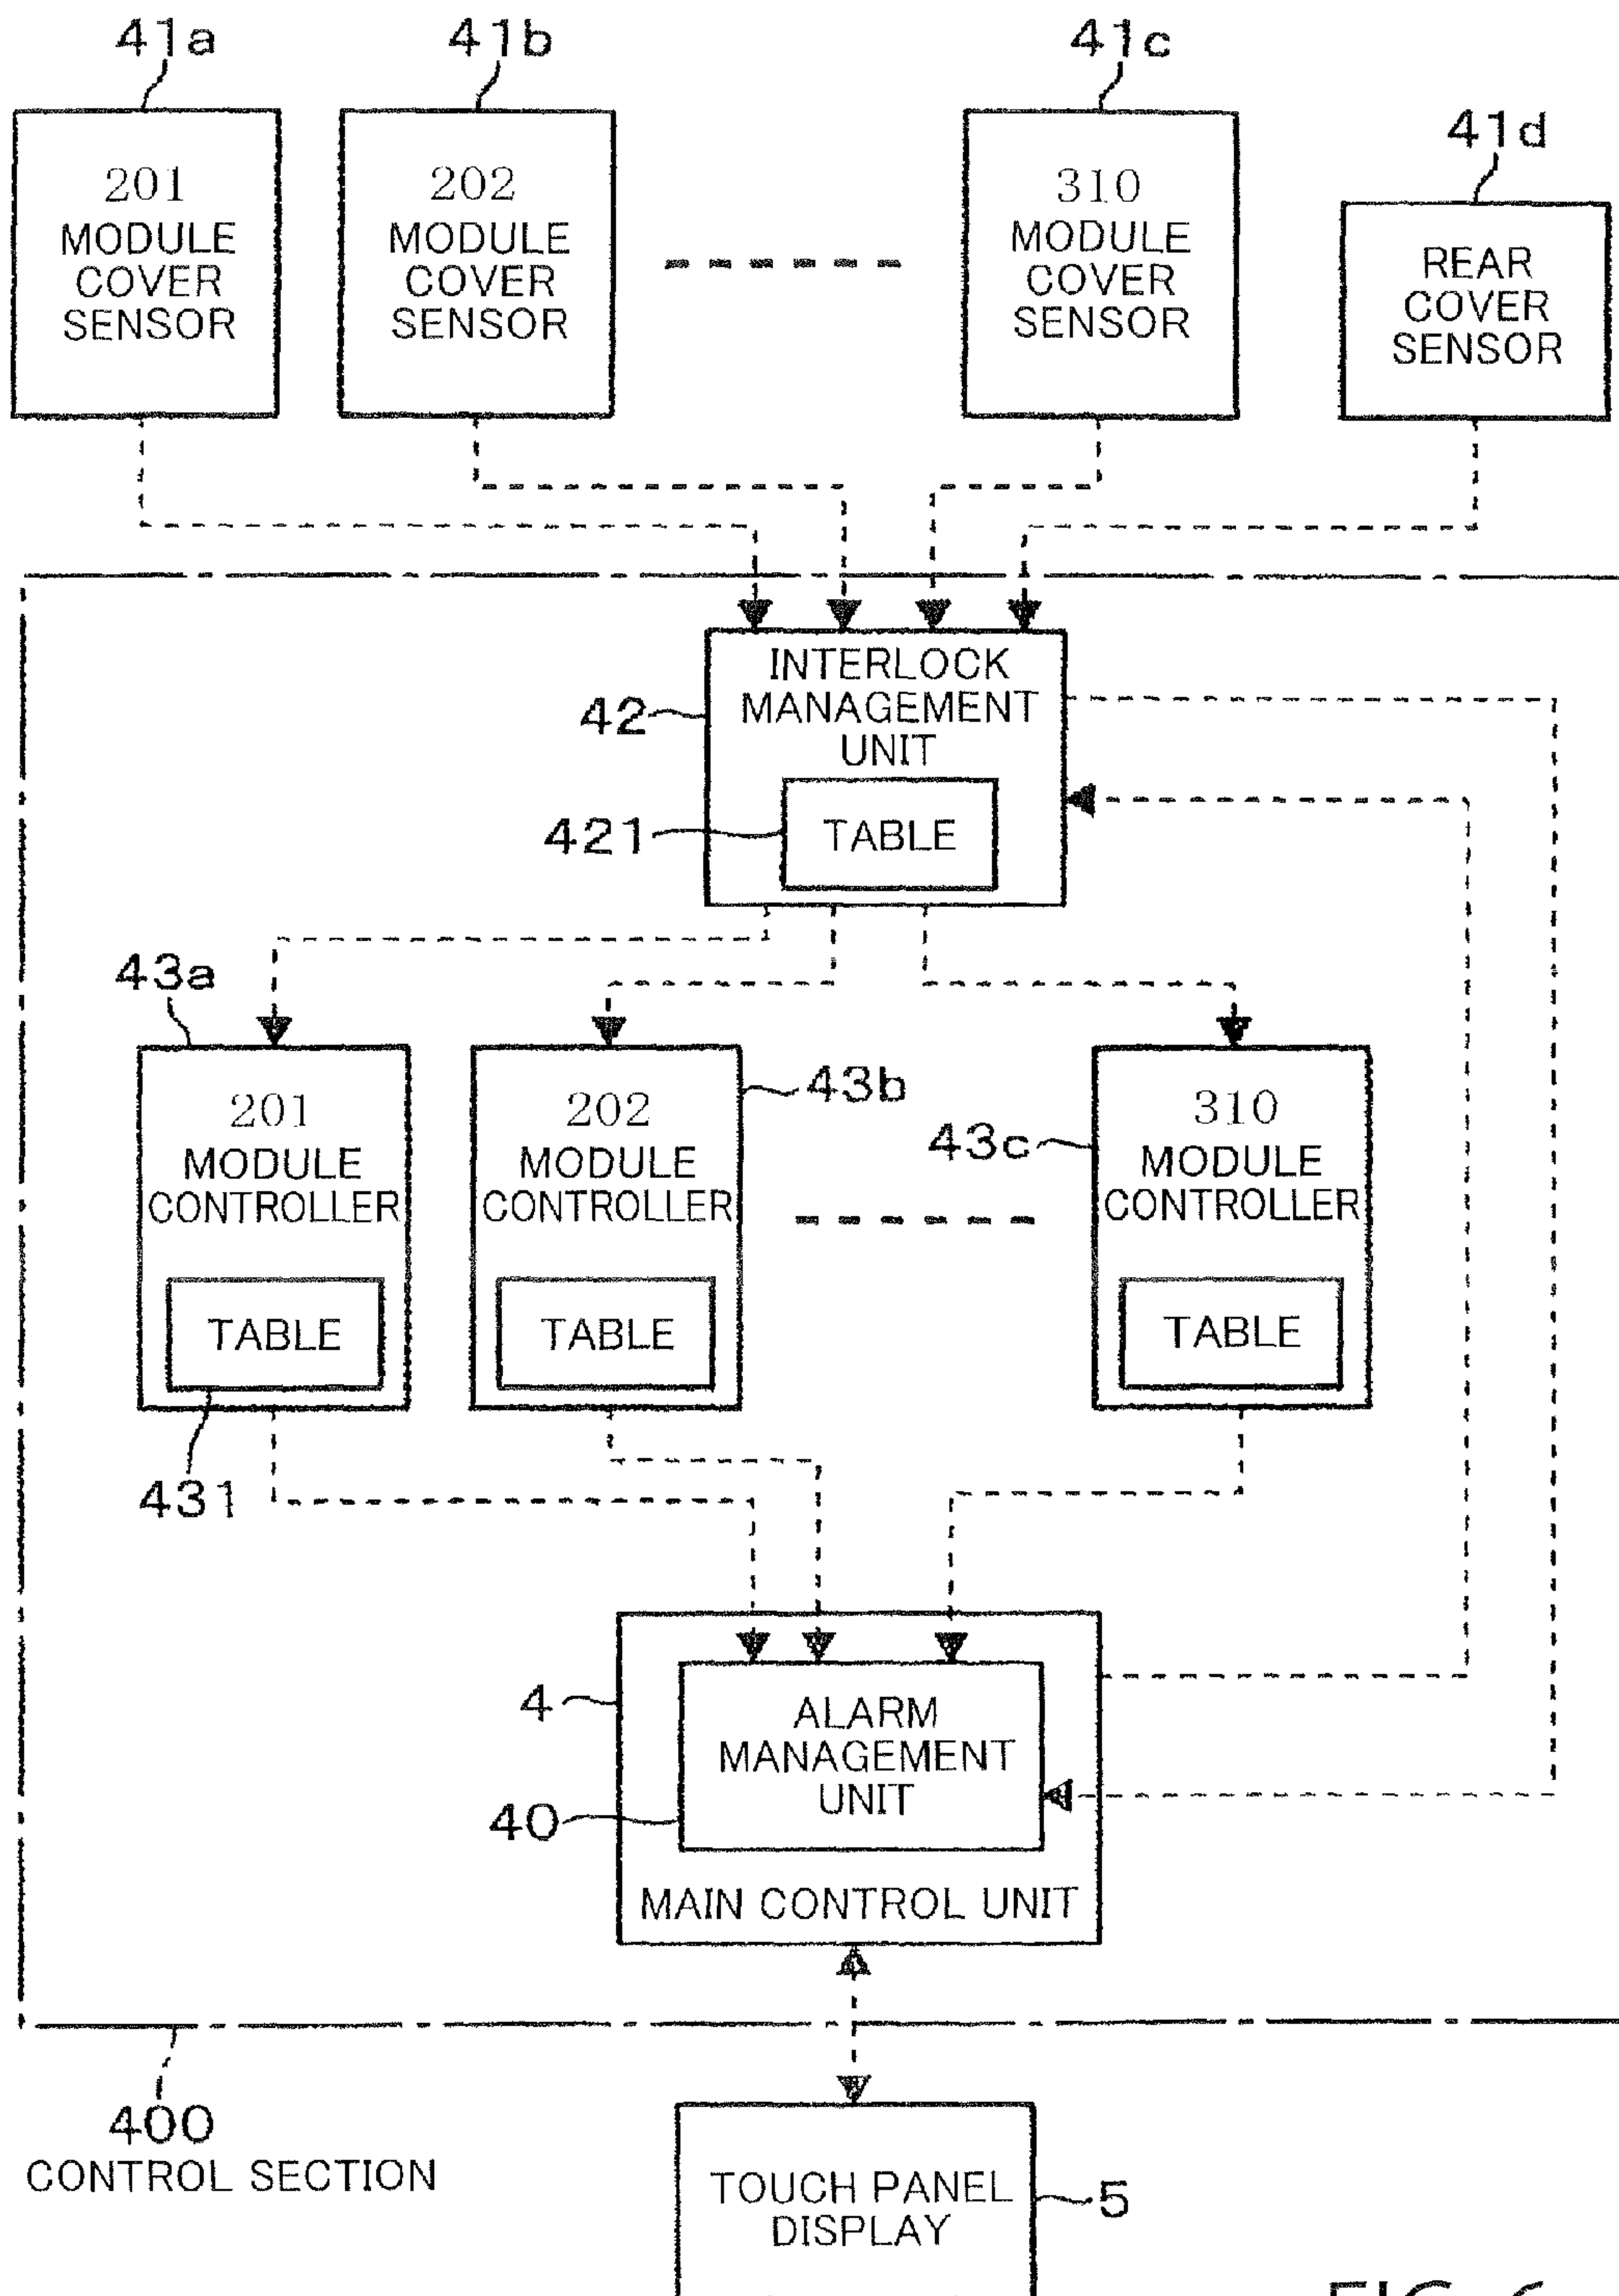 41a
41b
41c
41d
201
MODULE
COVER
SENSOR
202
MODULE
COVER
SENSOR
310
MODULE
COVER
SENSOR
REAR
COVER
SENSOR
INTERLOCK
MANAGEMENT
UNIT
42
421
TABLE
43a
201
MODULE
CONTROLLER
TABLE
431
202
MODULE
CONTROLLER
TABLE
43b
43c
310
MODULE
CONTROLLER
TABLE
4
ALARM
MANAGEMENT
UNIT
40
MAIN CONTROL UNIT
400
CONTROL SECTION
TOUCH PANEL
DISPLAY
5